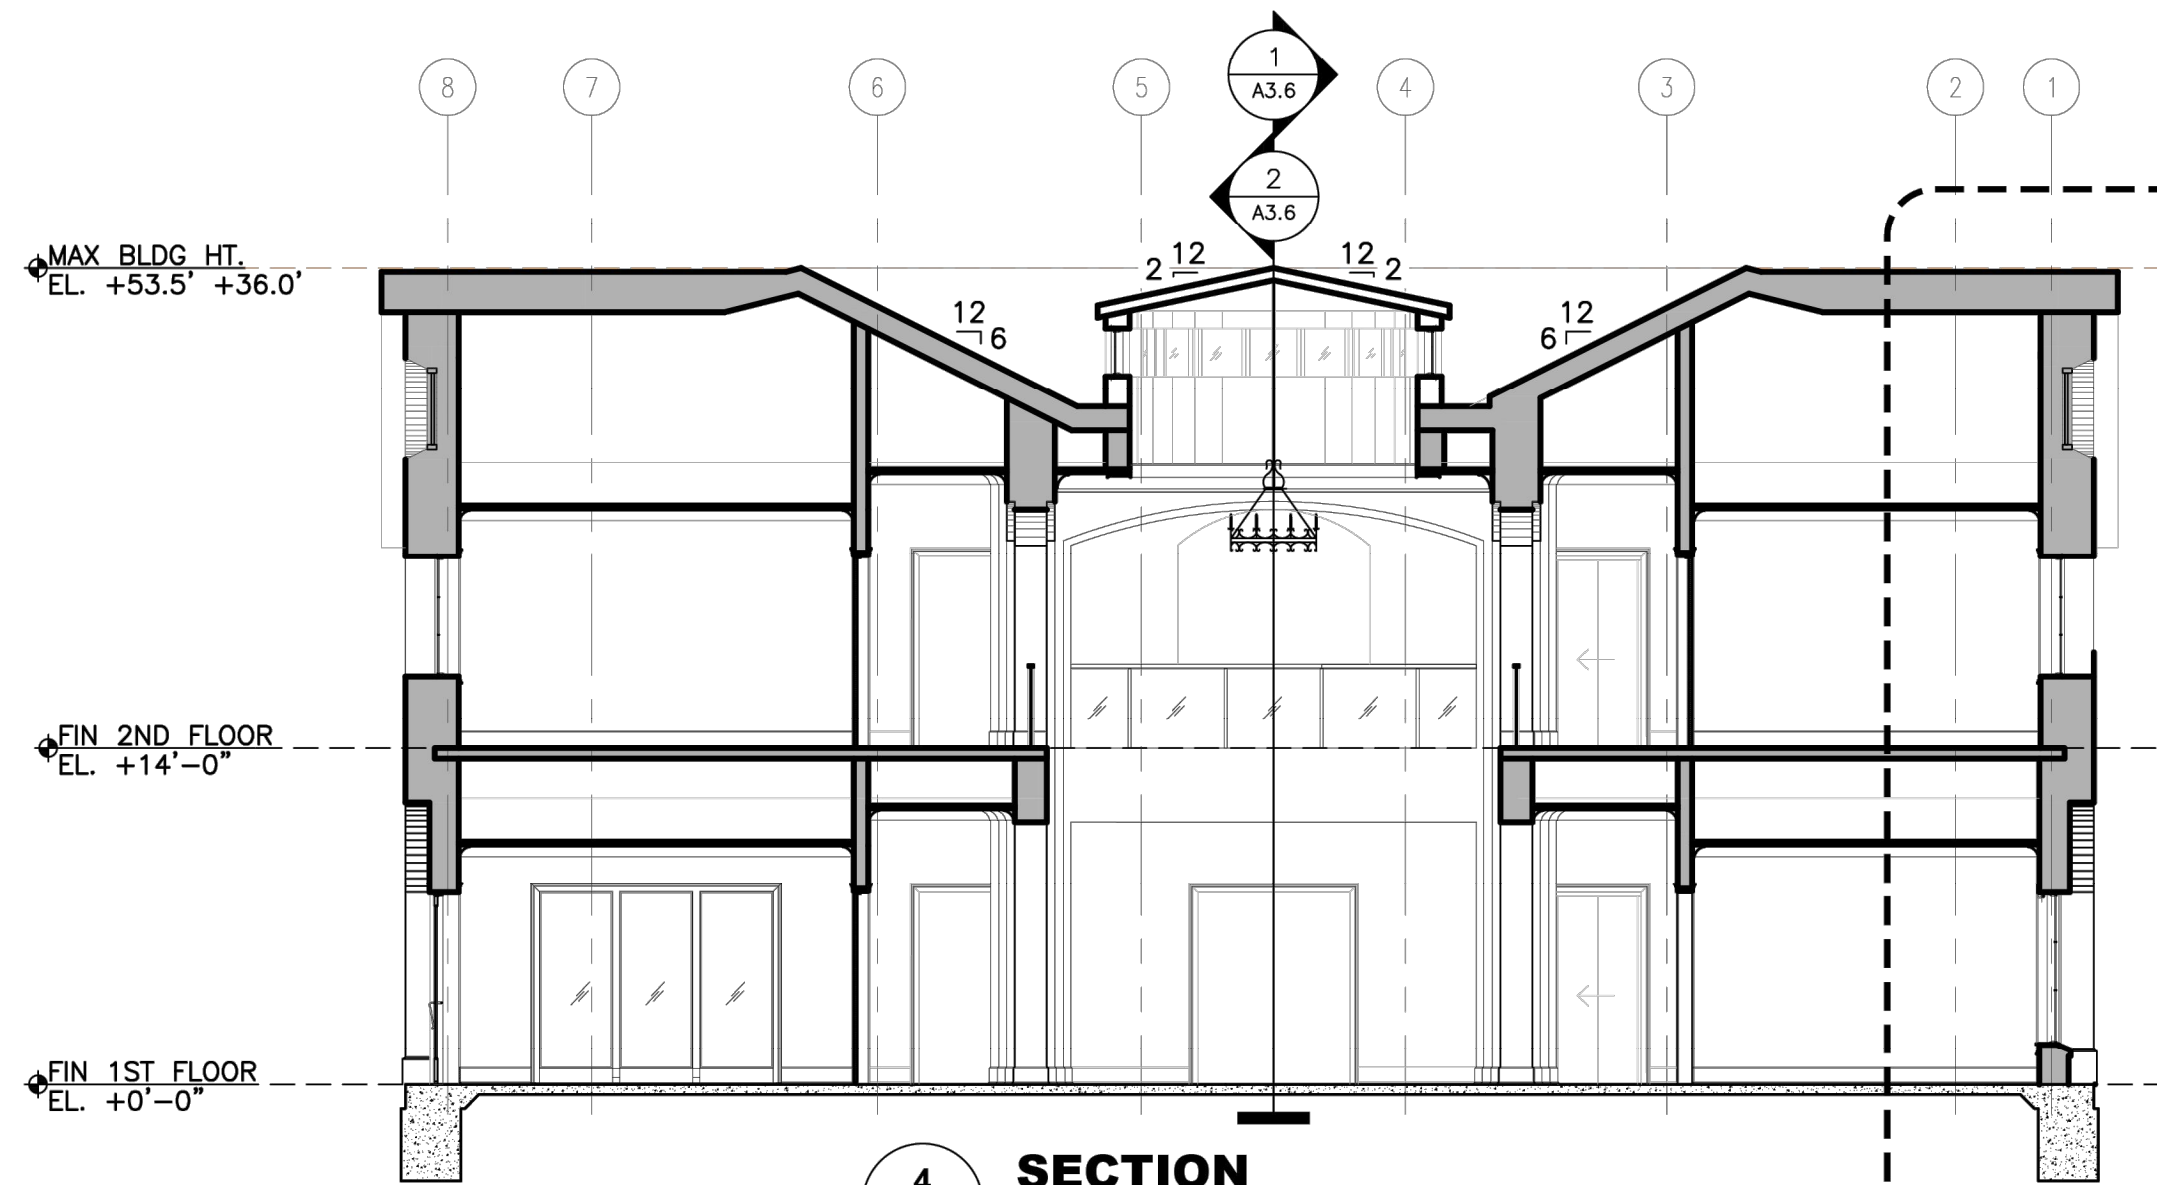 8
7
6
5
4
3
2
1
1
A3.6
2
A3.6
MAX BLDG HT.
EL. +53.5' +36.0'
12
2
12
2
12
6
12
6
FIN 2ND FLOOR
EL. +14'-0"
FIN 1ST FLOOR
EL. +0'-0"
4
SECTION